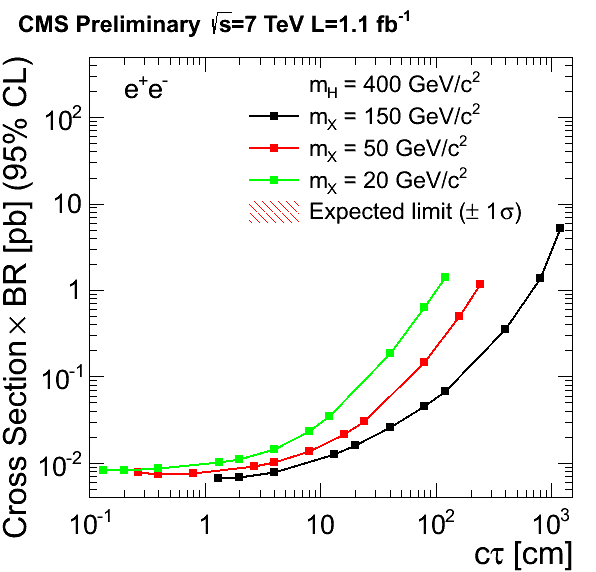 CMS Preliminary √s=7 TeV L=1.1 fb⁻¹
e⁺e⁻
m_H = 400 GeV/c²
m_X = 150 GeV/c²
m_X = 50 GeV/c²
m_X = 20 GeV/c²
Expected limit (± 1σ)
Cross Section × BR [pb] (95% CL)
10²
10
1
10⁻¹
10⁻²
10⁻¹ 1 10 10² 10³
cτ [cm]